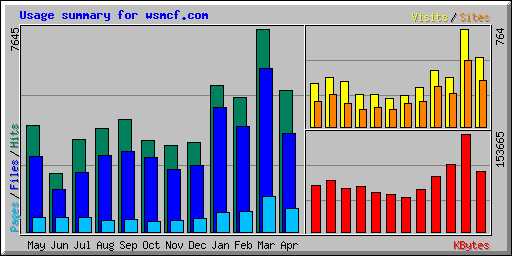 Usage summary for wsmcf.com
Visits / Sites
7645
764
Pages / Files / Hits
153665
May Jun Jul Aug Sep Oct Nov Dec Jan Feb Mar Apr
KBytes